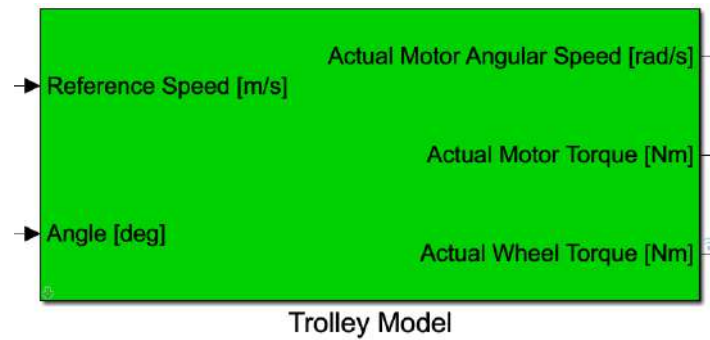 Actual Motor Angular Speed [rad/s]
Reference Speed [m/s]
Actual Motor Torque [Nm]
Angle [deg]
Actual Wheel Torque [Nm]
Trolley Model